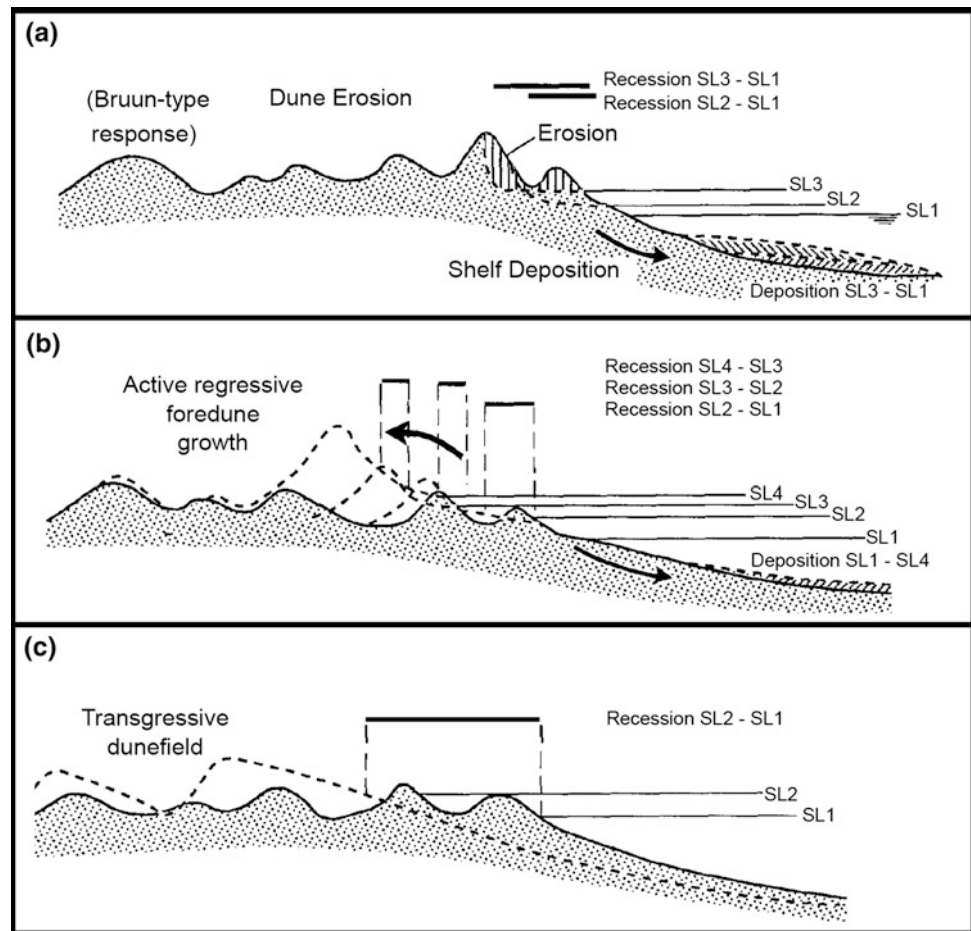 (a)
Recession SL3 - SL1
Recession SL2 - SL1
(Bruun-type
response)
Dune Erosion
Erosion
SL3
SL2
SL1
Shelf Deposition
Deposition SL3 - SL1
(b)
Active regressive
foredune
growth
Recession SL4 - SL3
Recession SL3 - SL2
Recession SL2 - SL1
SL4
SL3
SL2
SL1
Deposition SL1 - SL4
(c)
Transgressive
dunefield
Recession SL2 - SL1
SL2
SL1